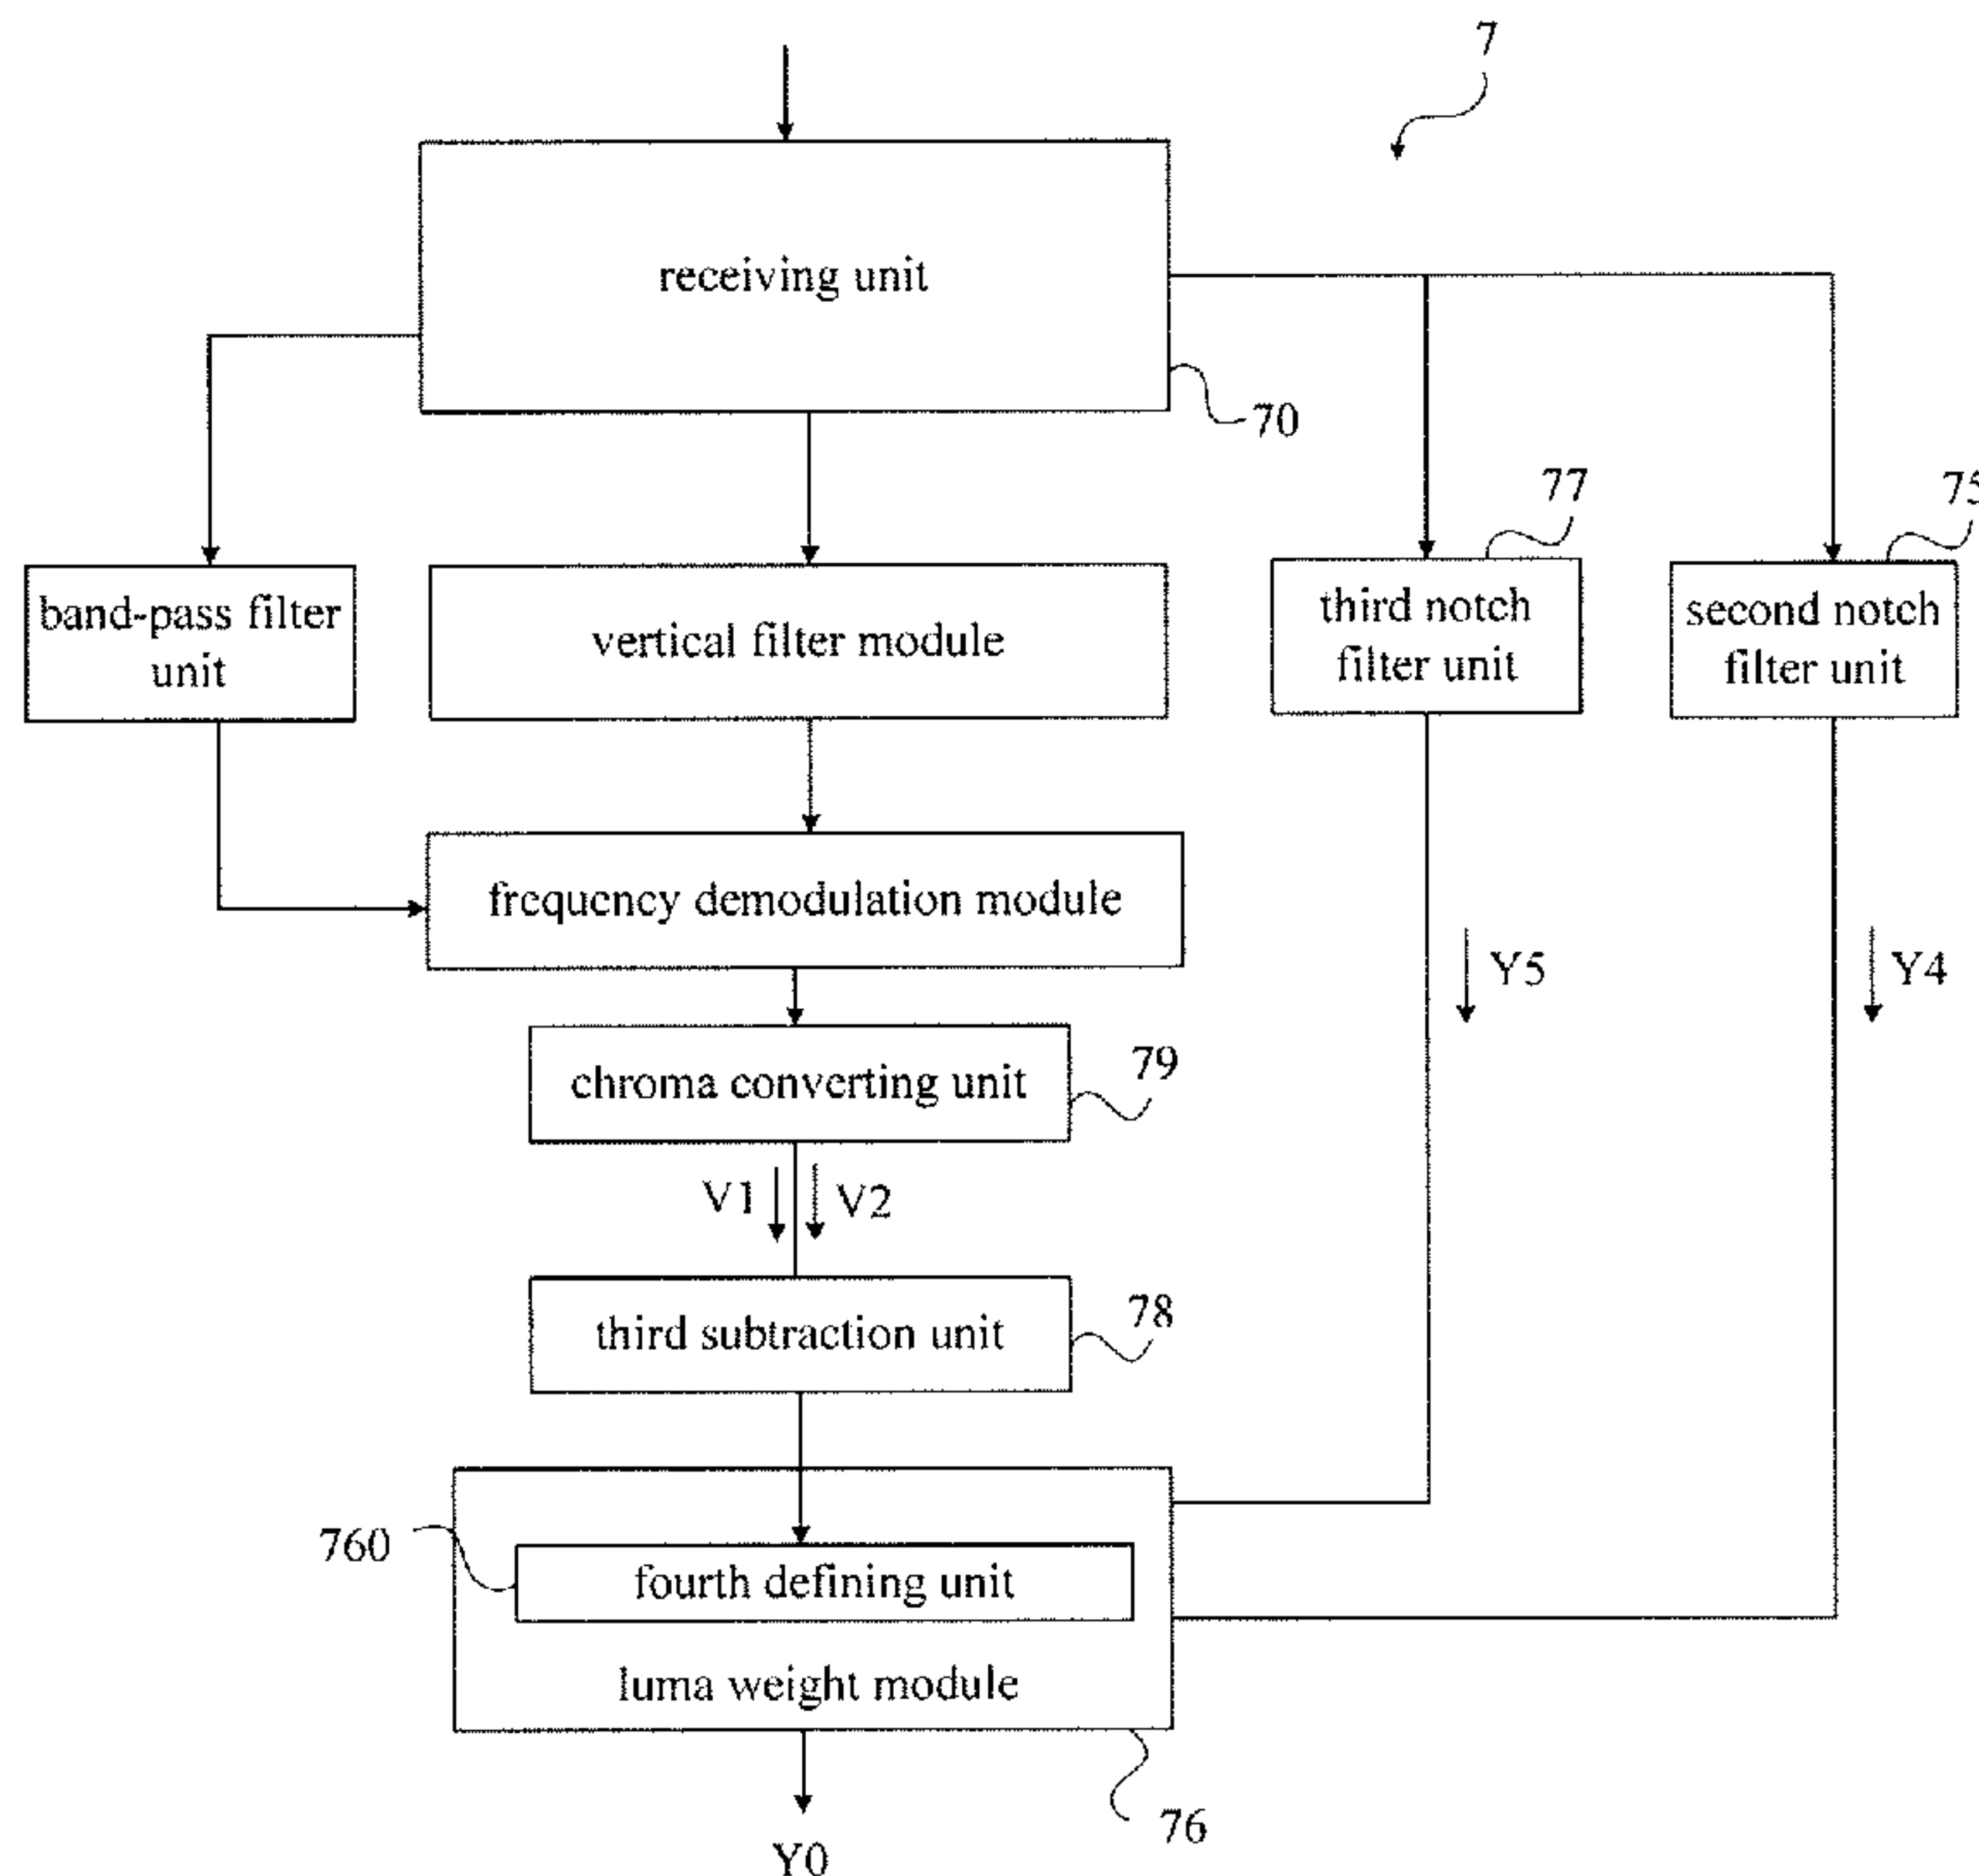 7
receiving unit
70
77
75
band-pass filter
unit
vertical filter module
third notch
filter unit
second notch
filter unit
frequency demodulation module
Y5
Y4
chroma converting unit
79
V1
V2
third subtraction unit
78
760
fourth defining unit
luma weight module
76
Y0